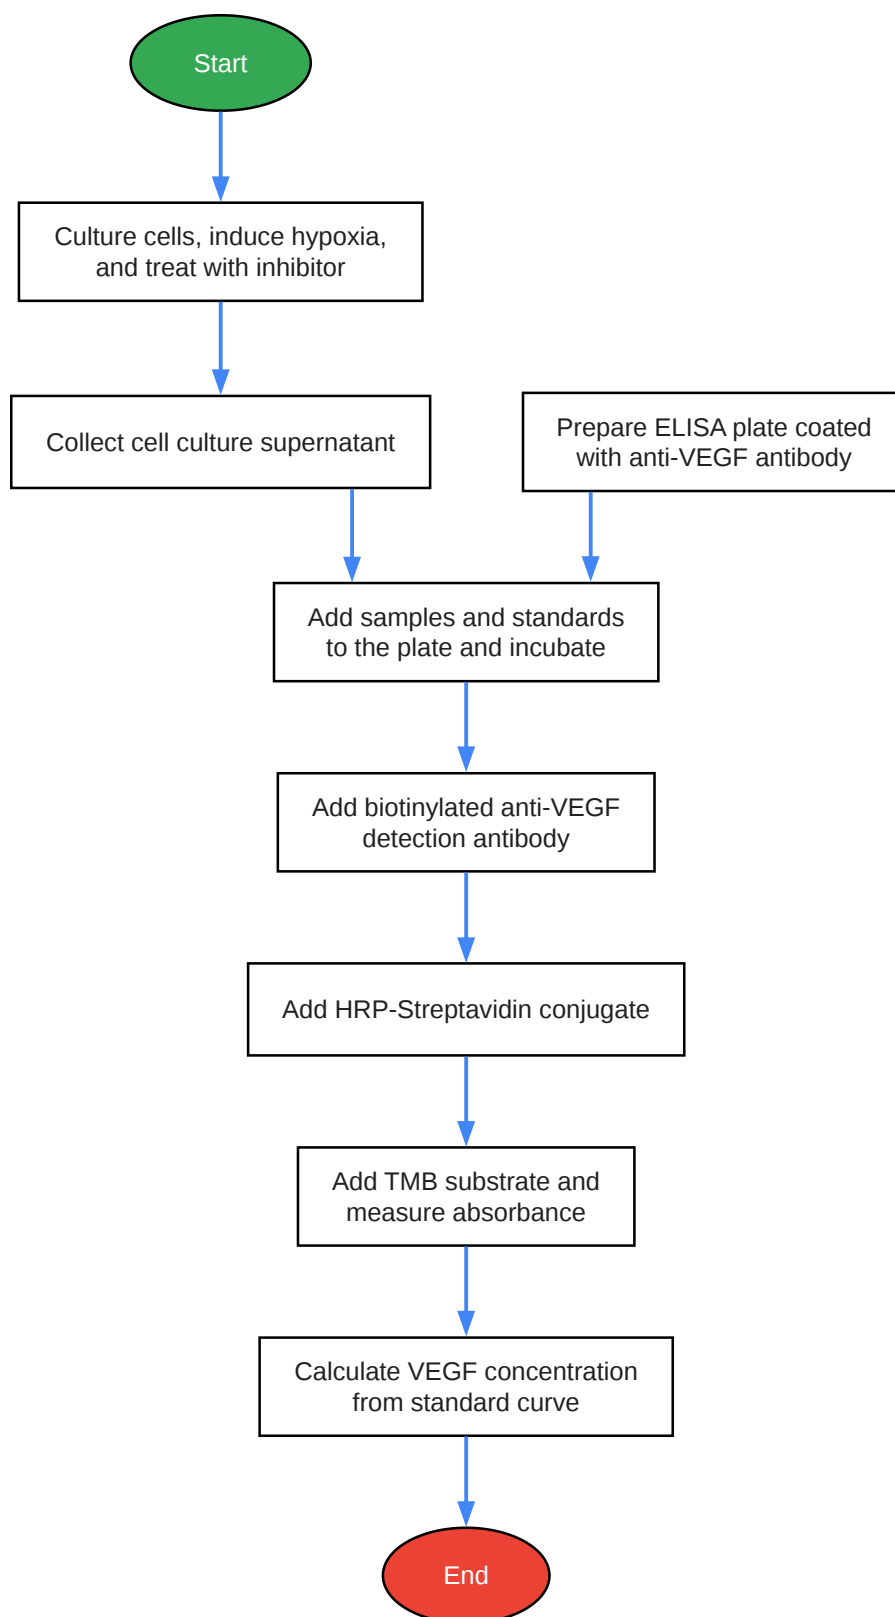 Start
Culture cells, induce hypoxia,
and treat with inhibitor
Collect cell culture supernatant
Prepare ELISA plate coated
with anti-VEGF antibody
Add samples and standards
to the plate and incubate
Add biotinylated anti-VEGF
detection antibody
Add HRP-Streptavidin conjugate
Add TMB substrate and
measure absorbance
Calculate VEGF concentration
from standard curve
End